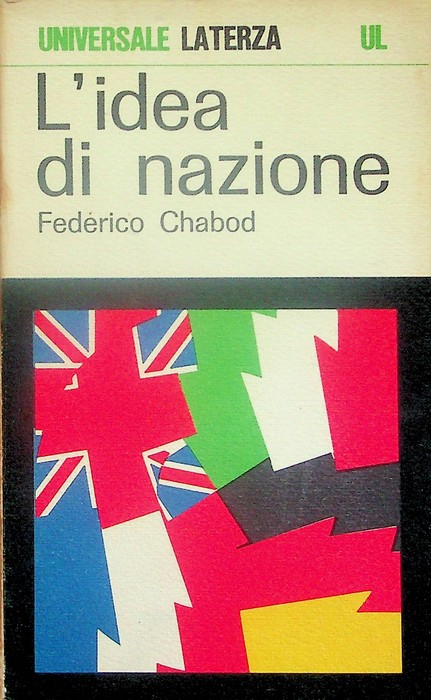 UNIVERSALE LATERZA UL
L'idea
di nazione
Federico Chabod